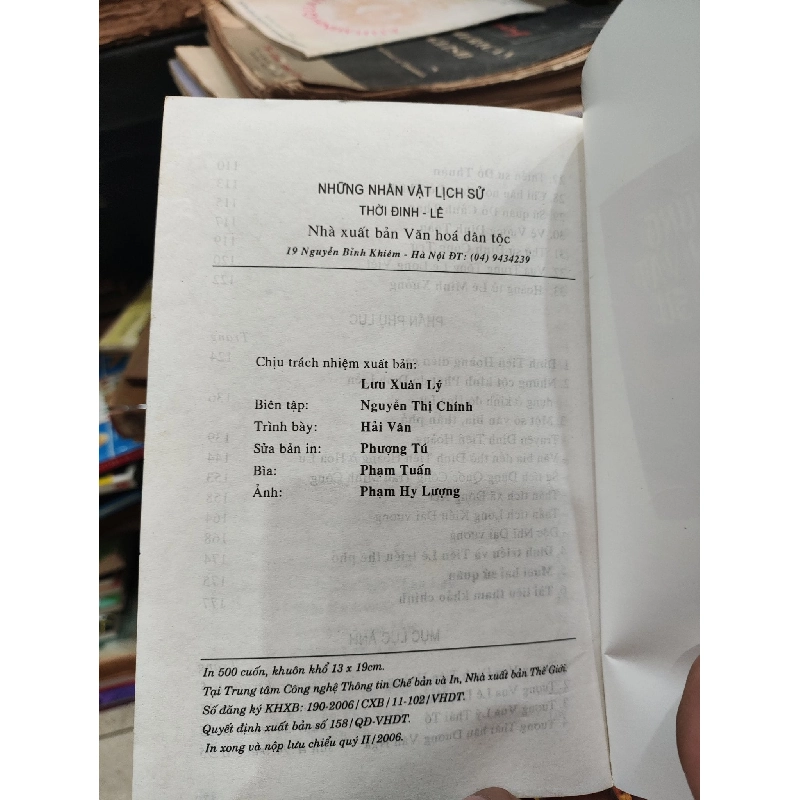 NHỮNG NHÂN VẬT LỊCH SỬ
THỜI ĐINH - LÊ
Nhà xuất bản Văn hoá dân tộc
19 Nguyễn Bỉnh Khiêm - Hà Nội ĐT: (04) 9434239
Chịu trách nhiệm xuất bản:
Lưu Xuân Lý
Biên tập: Nguyễn Thị Chính
Trình bày: Hải Vân
Sửa bản in: Phượng Tú
Bìa: Phạm Tuấn
Ảnh: Phạm Hy Lượng
In 500 cuốn, khuôn khổ 13 x 19cm.
Tại Trung tâm Công nghệ Thông tin Chế bản và In, Nhà xuất bản Thế Giới.
Số đăng ký KHXB: 190-2006/CXB/11-102/VHDT.
Quyết định xuất bản số 158/QĐ-VHDT.
In xong và nộp lưu chiểu quý II/2006.